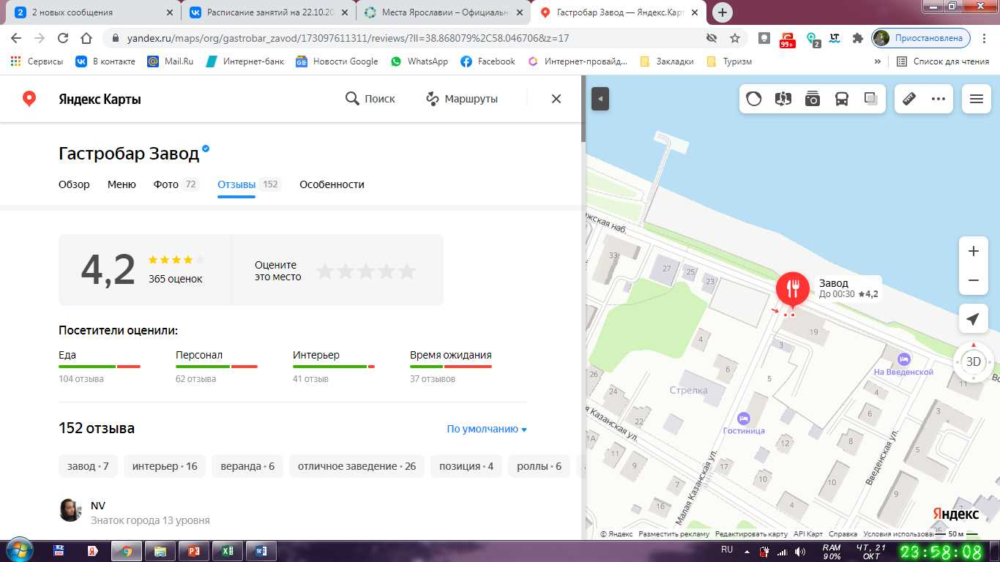 2 новых сообщения
Расписание занятий на 22.10.20
Места Ярославии – Официальн
Гастробар Завод — Яндекс.Карт
yandex.ru/maps/org/gastrobar_zavod/173097611311/reviews/?ll=38.868079%2C58.046706&z=17
99+
2
LT
Приостановлена
Сервисы
В контакте
Mail.Ru
Интернет-банк
Новости Google
WhatsApp
Facebook
Интернет-провайд...
Закладки
Туризм
»
Список для чтения
Яндекс Карты
Поиск
Маршруты
Гастробар Завод
Обзор
Меню
Фото 72
Отзывы 152
Особенности
4,2
365 оценок
Оцените
это место
Посетители оценили:
Еда
Персонал
Интерьер
Время ожидания
104 отзыва
62 отзыва
41 отзыв
37 отзывов
152 отзыва
По умолчанию
завод • 7
интерьер • 16
веранда • 6
отличное заведение • 26
позиция • 4
роллы • 6
NV
Знаток города 13 уровня
жская наб.
33
27
25
23
Завод
До 00:30 ★4,2
19
4
3
6
5
На Введенской
3D
11
Стрелка
26
24
22
Гостиница
я Казанская ул.
1А
11
9
7
16
17
10
12
4
6
8
10
9
3
5
Малая Казанская ул.
Введенская ул.
Яндекс
36
© Яндекс
Разместить рекламу
Редактировать карту
API Карт
Справка
Условия использова
50 м
RU
RAM
90%
ЧТ, 21
ОКТ
23:58:08